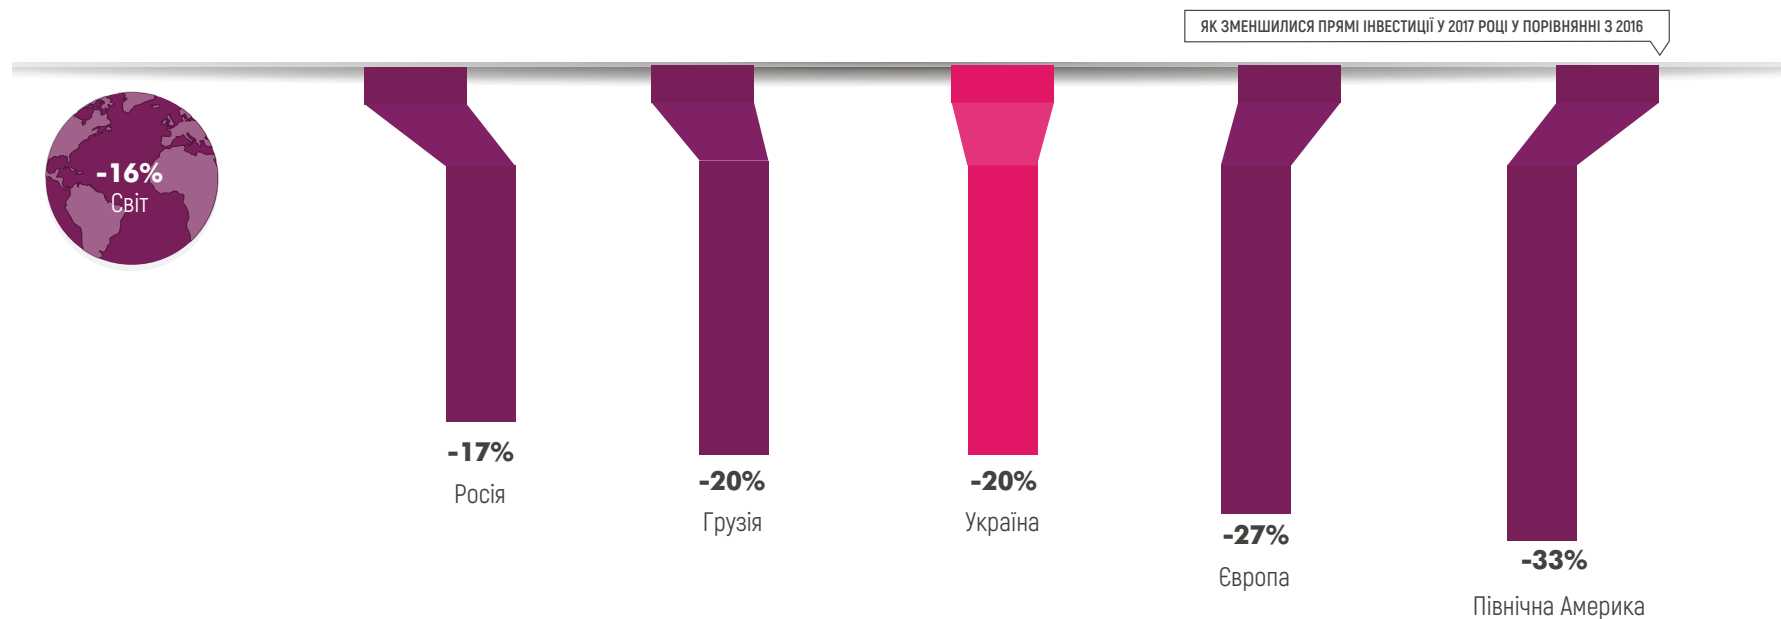 ЯК ЗМЕНШИЛИСЯ ПРЯМІ ІНВЕСТИЦІЇ У 2017 РОЦІ У ПОРІВНЯННІ З 2016
-16%
Світ
-17%
Росія
-20%
Грузія
-20%
Україна
-27%
Європа
-33%
Північна Америка